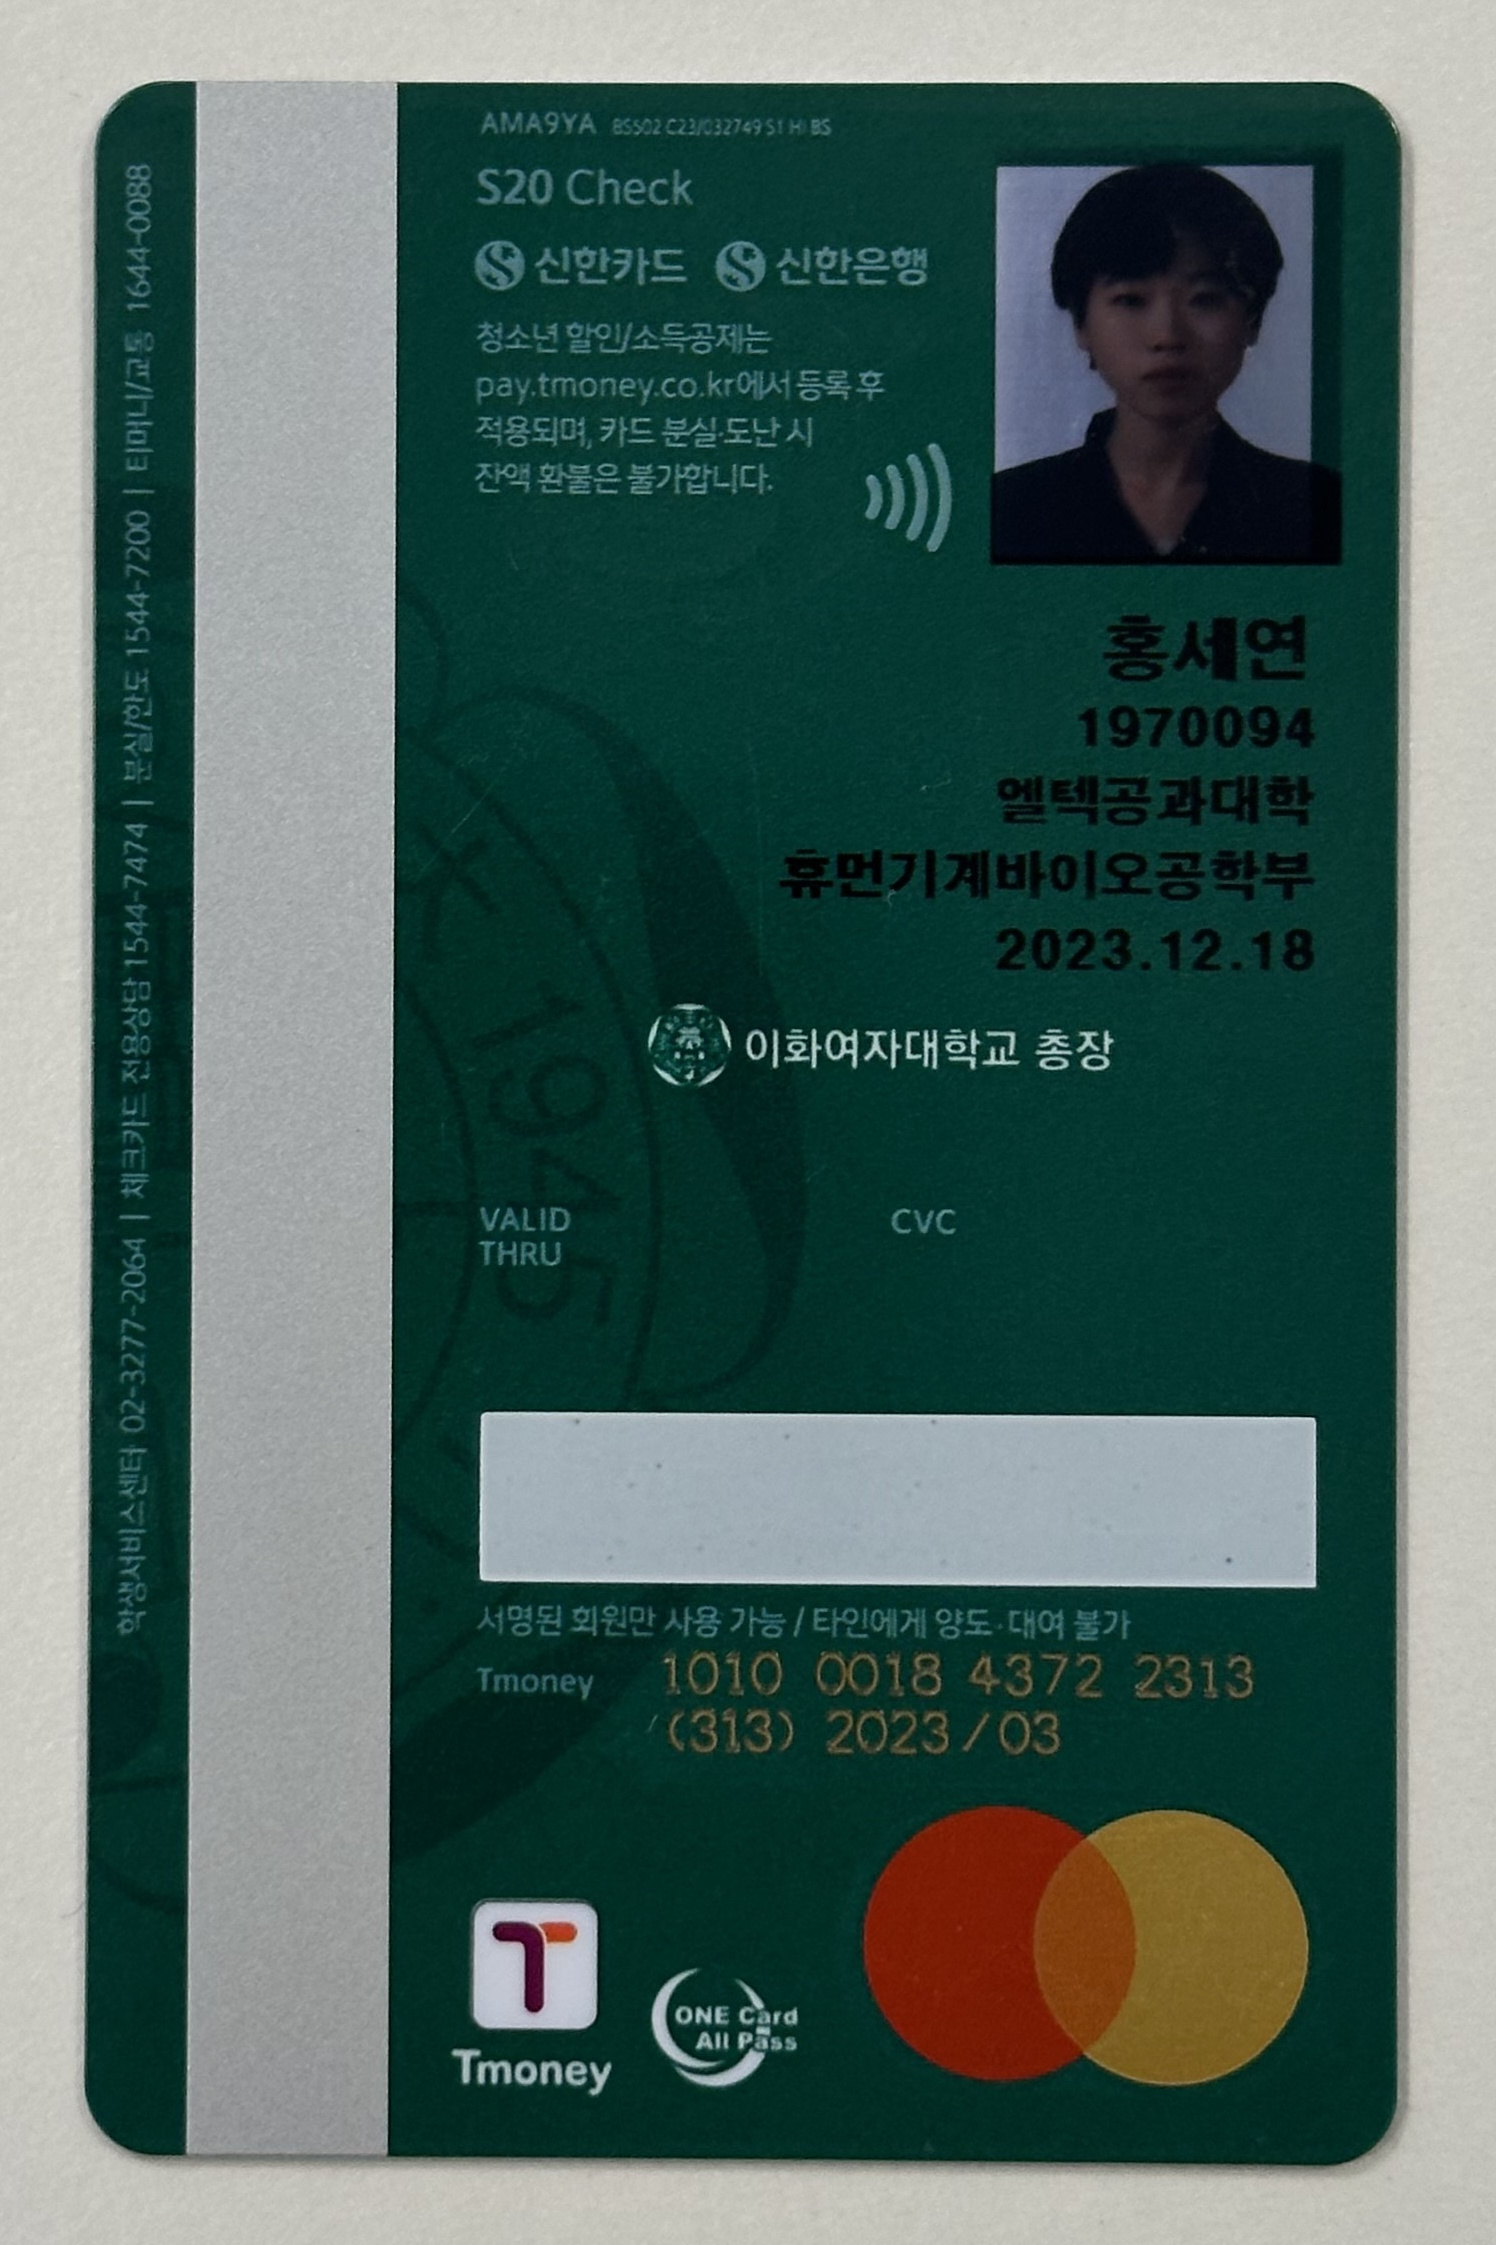 AMA9YA
S20 Check
신한카드 신한은행
청소년 할인/소득공제는
pay.tmoney.co.kr에서 등록 후
적용되며, 카드 분실·도난 시
잔액 환불은 불가합니다.
홍세연
1970094
엘텍공과대학
휴먼기계바이오공학부
2023.12.18
이화여자대학교 총장
1945
VALID
THRU
CVC
서명된 회원만 사용 가능 / 타인에게 양도·대여 불가
Tmoney 1010 0018 4372 2313
(313) 2023/03
Tmoney
ONE Card
All Pass
학생서비스센터 02-3277-2064 | 체크카드 전용상담 1544-7474 | 분실/한도 1544-7200 | 티머니/교통 1644-0088